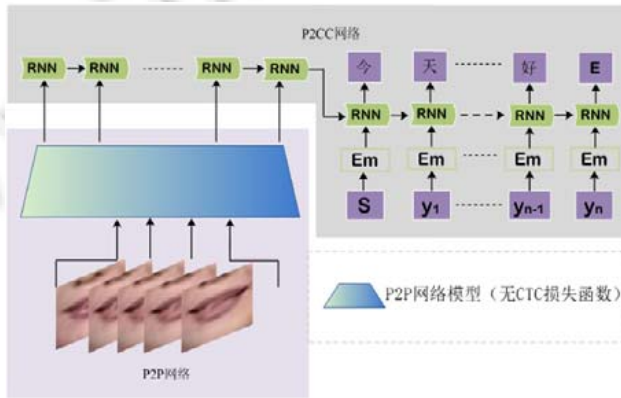 P2CC网络
RNN RNN ........ RNN RNN
今 天 ........ 好 E
RNN RNN RNN RNN
Em Em ........ Em Em
S y1 ........ yn-1 yn
P2P网络模型（无CTC损失函数）
P2P网络